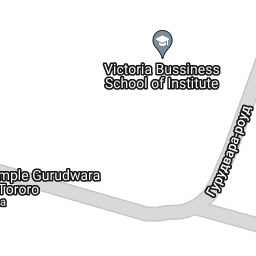 Victoria Bussiness
School of Institute
mple Gurudwara
Tororo
a
Гурудвара-роуд